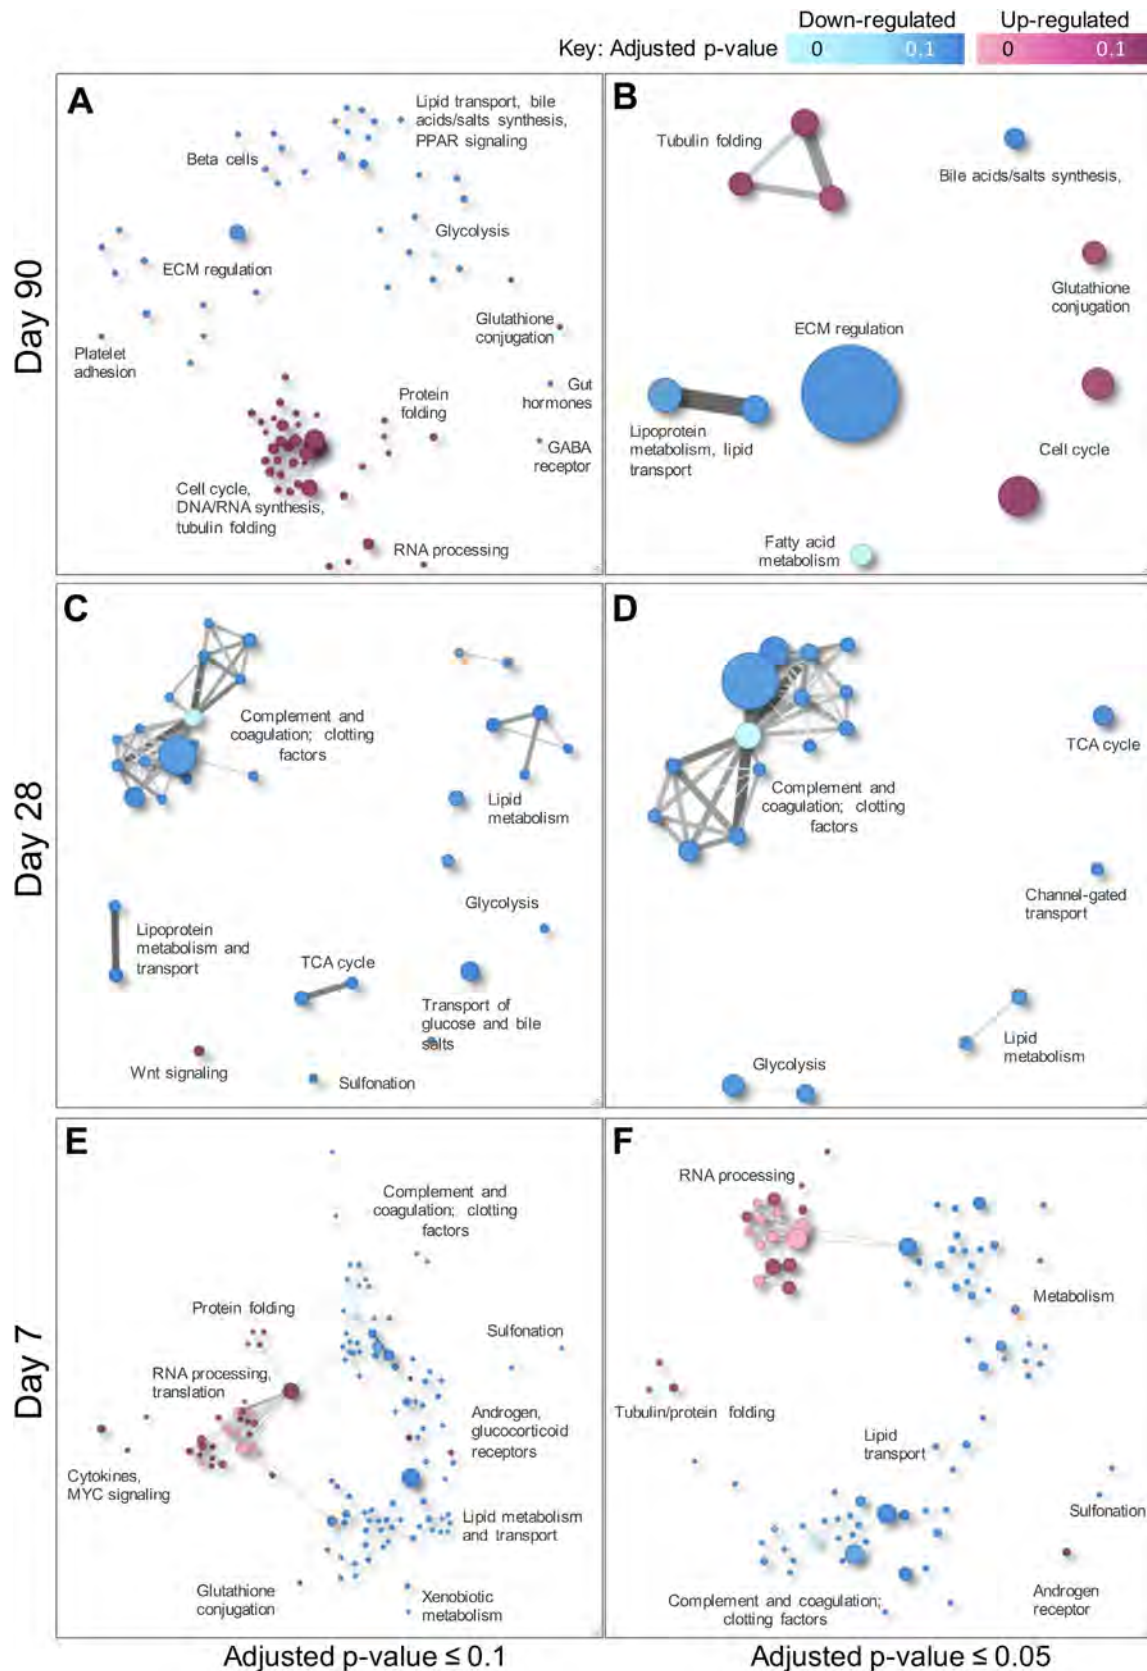 Down-regulated Up-regulated
Key: Adjusted p-value 0 0.1 0 0.1
Day 90
A
Lipid transport, bile
acids/salts synthesis,
PPAR signaling
Beta cells
Glycolysis
ECM regulation
Glutathione
conjugation
Platelet
adhesion
Gut
hormones
Protein
folding
GABA
receptor
Cell cycle,
DNA/RNA synthesis,
tubulin folding
RNA processing
B
Tubulin folding
Bile acids/salts synthesis,
Glutathione
conjugation
ECM regulation
Lipoprotein
metabolism, lipid
transport
Cell cycle
Fatty acid
metabolism
Day 28
C
Complement and
coagulation; clotting
factors
Lipid
metabolism
Glycolysis
Lipoprotein
metabolism and
transport
TCA cycle
Transport of
glucose and bile
salts
Wnt signaling
Sulfonation
D
TCA cycle
Complement and
coagulation; clotting
factors
Channel-gated
transport
Lipid
metabolism
Glycolysis
Day 7
E
Complement and
coagulation; clotting
factors
Protein folding
Sulfonation
RNA processing,
translation
Androgen,
glucocorticoid
receptors
Cytokines,
MYC signaling
Lipid metabolism
and transport
Glutathione
conjugation
Xenobiotic
metabolism
F
RNA processing
Metabolism
Tubulin/protein folding
Lipid
transport
Sulfonation
Complement and coagulation;
clotting factors
Androgen
receptor
Adjusted p-value ≤ 0.1
Adjusted p-value ≤ 0.05